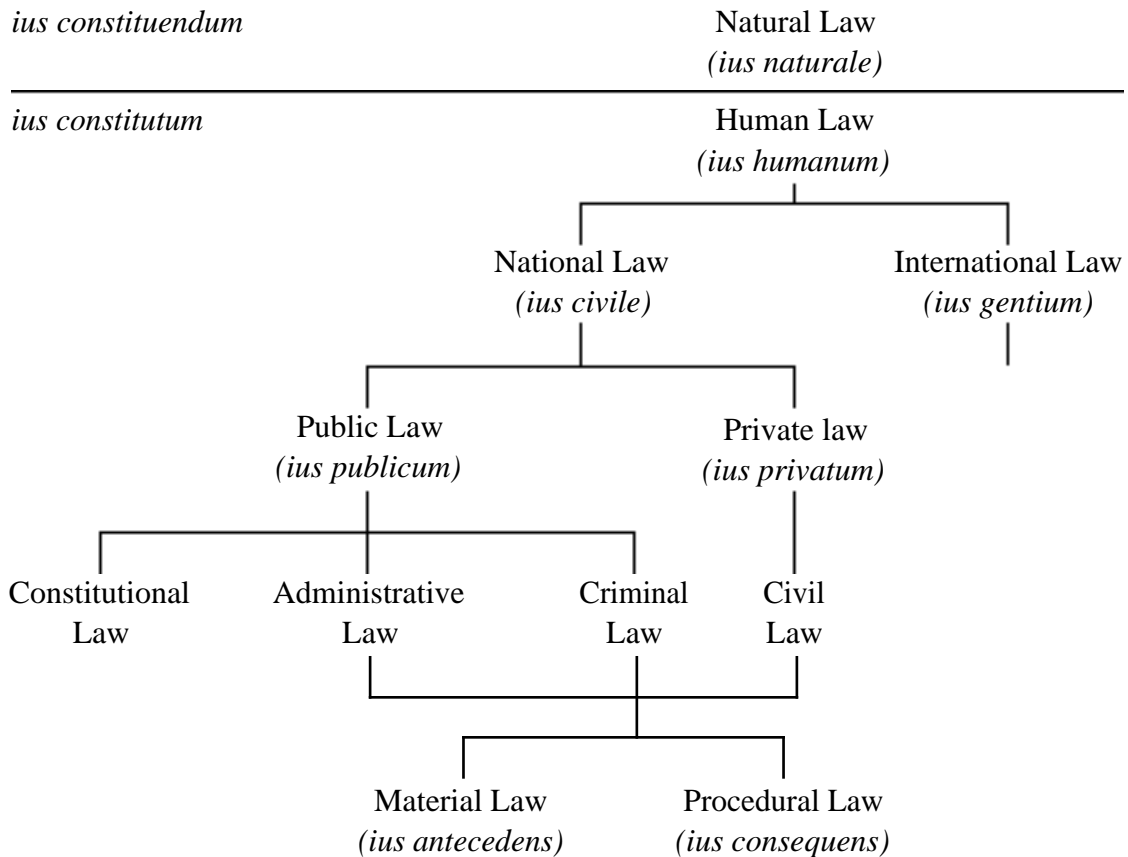 ius constituendum
Natural Law
(ius naturale)
ius constitutum
Human Law
(ius humanum)
National Law
(ius civile)
International Law
(ius gentium)
Public Law
(ius publicum)
Private law
(ius privatum)
Constitutional
Law
Administrative
Law
Criminal
Law
Civil
Law
Material Law
(ius antecedens)
Procedural Law
(ius consequens)